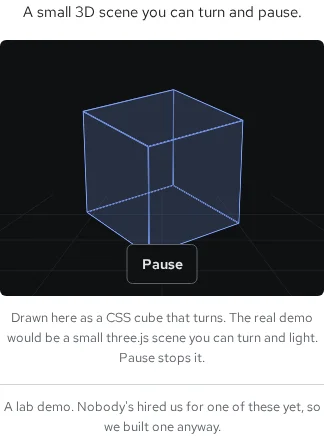 A small 3D scene you can turn and pause.
Pause
Drawn here as a CSS cube that turns. The real demo
would be a small three.js scene you can turn and light.
Pause stops it.
A lab demo. Nobody's hired us for one of these yet, so
we built one anyway.